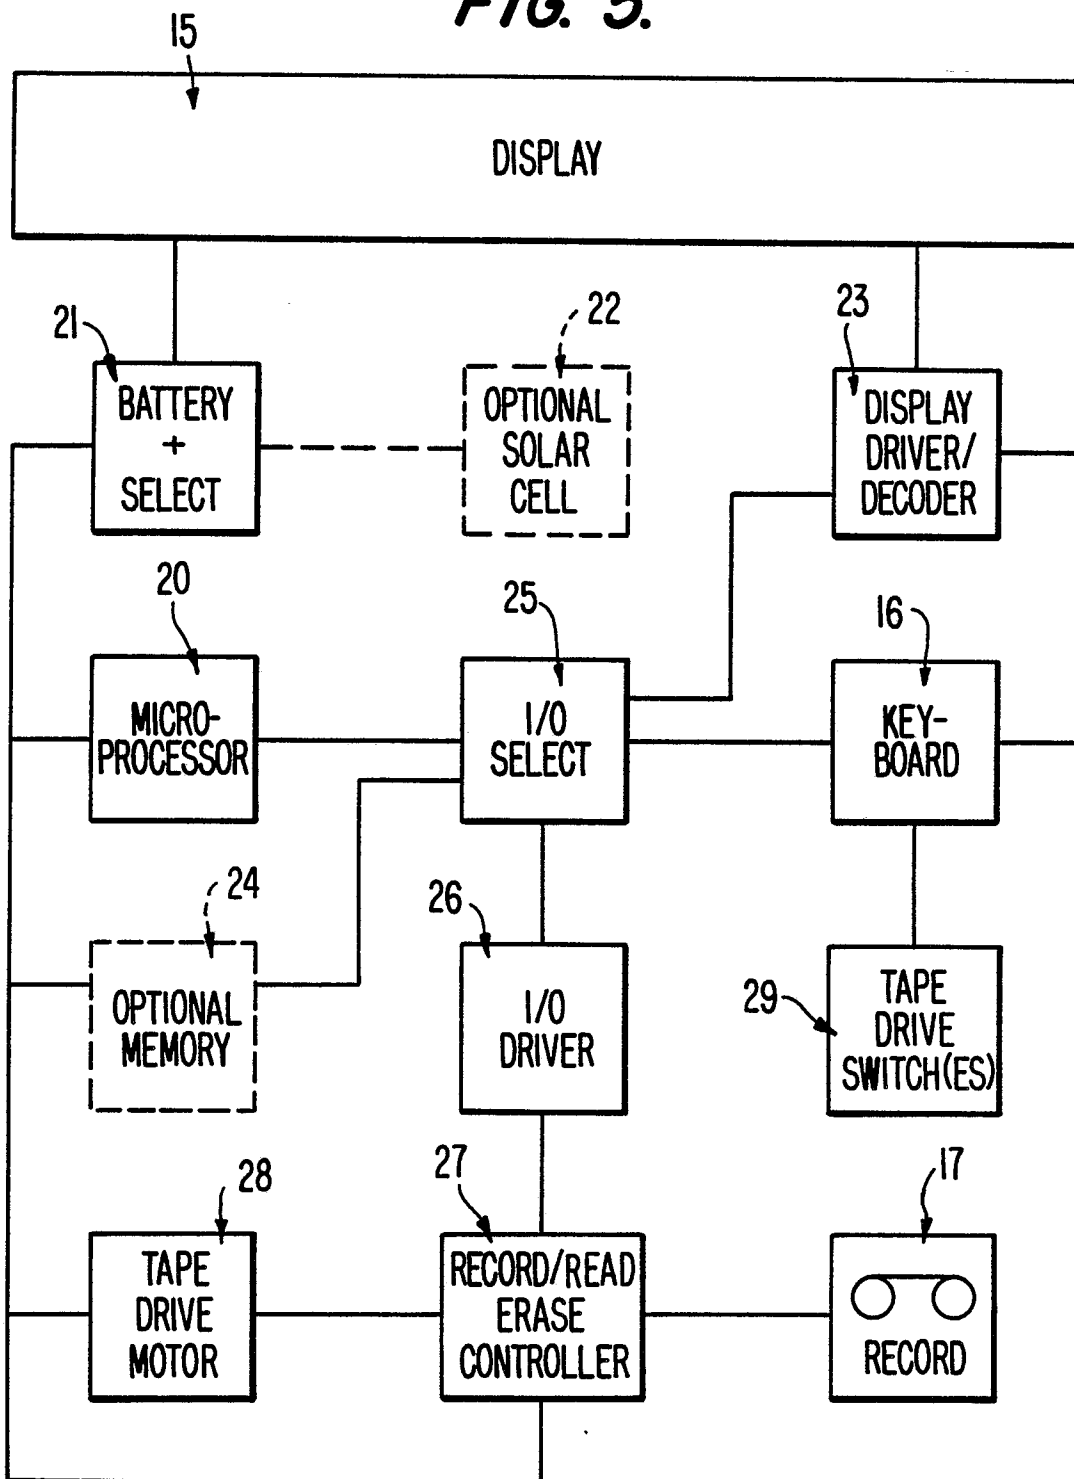 FIG. 5.
15
DISPLAY
21
22
23
BATTERY
+
SELECT
OPTIONAL
SOLAR
CELL
DISPLAY
DRIVER/
DECODER
20
25
16
MICRO-
PROCESSOR
I/O
SELECT
KEY-
BOARD
24
26
29
OPTIONAL
MEMORY
I/O
DRIVER
TAPE
DRIVE
SWITCH(ES)
28
27
17
TAPE
DRIVE
MOTOR
RECORD/READ
ERASE
CONTROLLER
RECORD